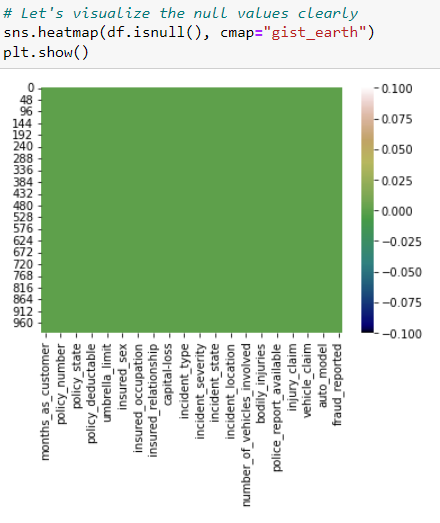 # Let's visualize the null values clearly
sns.heatmap(df.isnull(), cmap="gist_earth")
plt.show()
0
48
96
144
192
240
288
336
384
432
480
528
576
624
672
720
768
816
864
912
960
0.100
0.075
0.050
0.025
0.000
−0.025
−0.050
−0.075
−0.100
months_as_customer
policy_number
policy_state
policy_deductable
umbrella_limit
insured_sex
insured_occupation
insured_relationship
capital-loss
incident_type
incident_severity
incident_state
incident_location
number_of_vehicles_involved
bodily_injuries
police_report_available
injury_claim
vehicle_claim
auto_model
fraud_reported